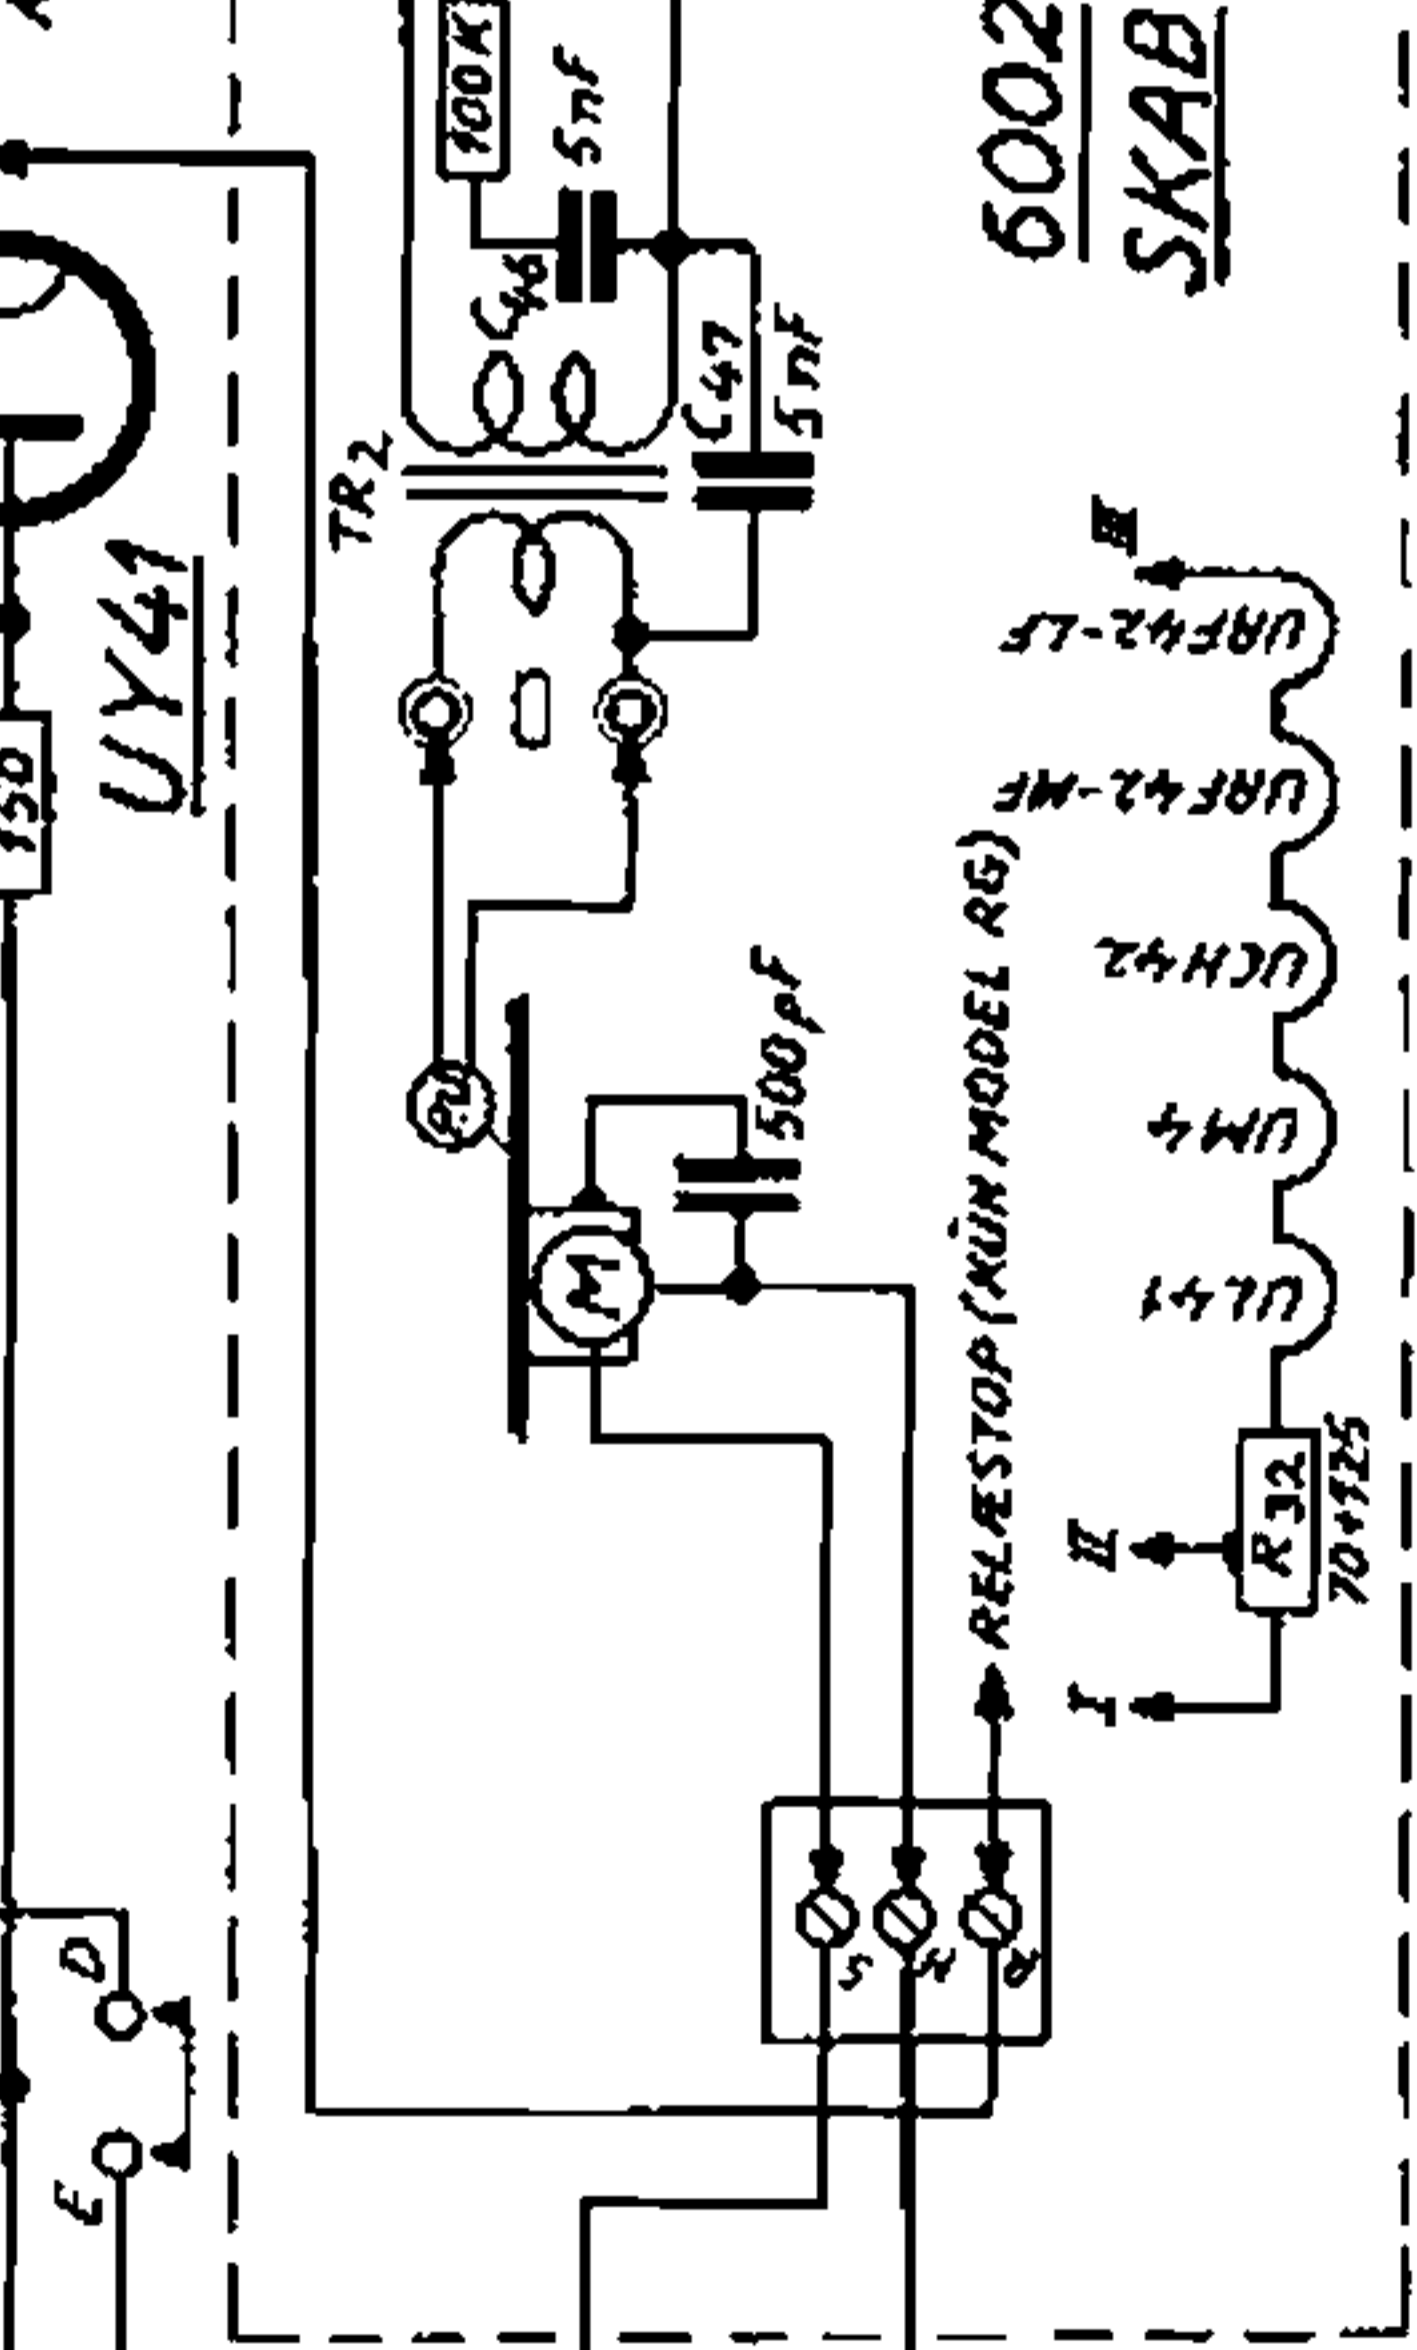 100K
5nF
C46
C47
5nF
TR2
UY41
150
6002
SKAB
III
UAF42-LF
UAF42-MF
UCH42
UM4
UL41
R32
70+125
II
I
500pF
M
RELÆSTOP (KUN MODEL RG)
S
R
D
E